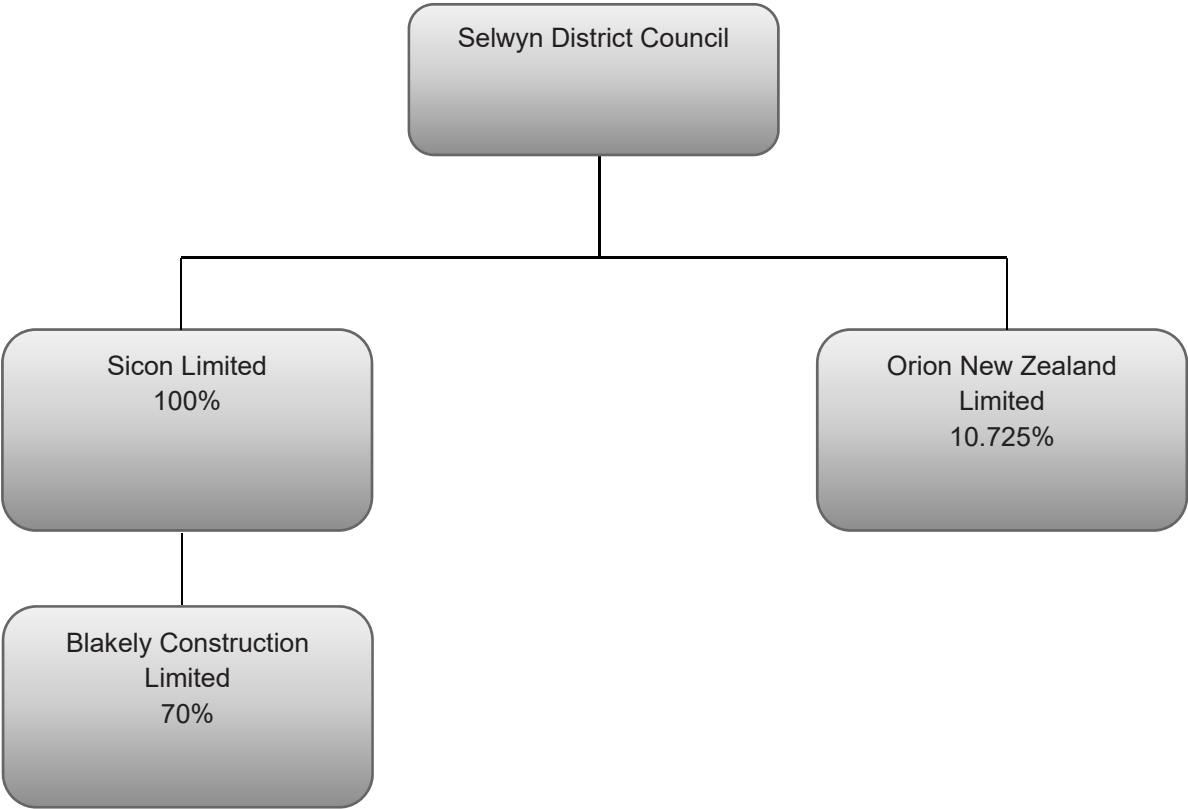 Selwyn District Council
Sicon Limited
100%
Orion New Zealand
Limited
10.725%
Blakely Construction
Limited
70%